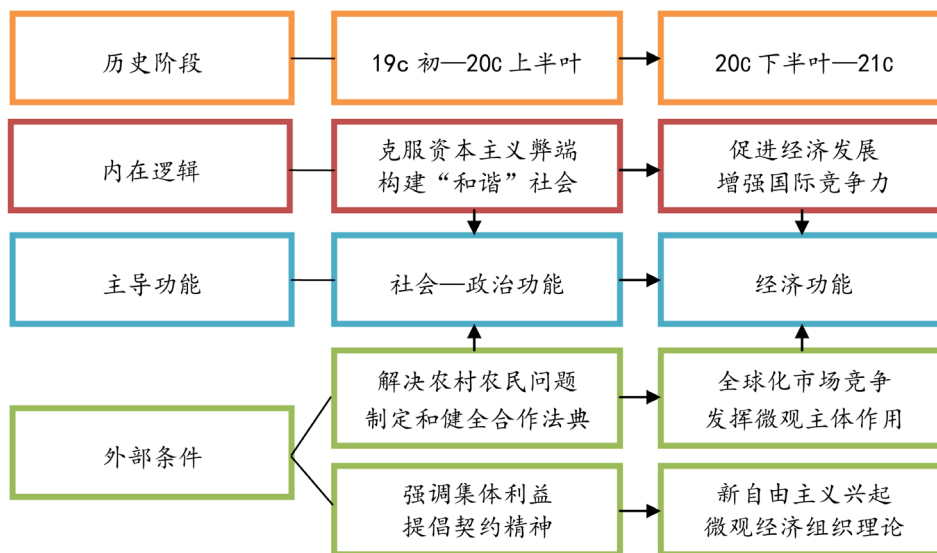 历史阶段
19c 初—20c 上半叶
20c 下半叶—21c
内在逻辑
克服资本主义弊端
构建“和谐”社会
促进经济发展
增强国际竞争力
主导功能
社会—政治功能
经济功能
外部条件
解决农村农民问题
制定和健全合作法典
全球化市场竞争
发挥微观主体作用
强调集体利益
提倡契约精神
新自由主义兴起
微观经济组织理论